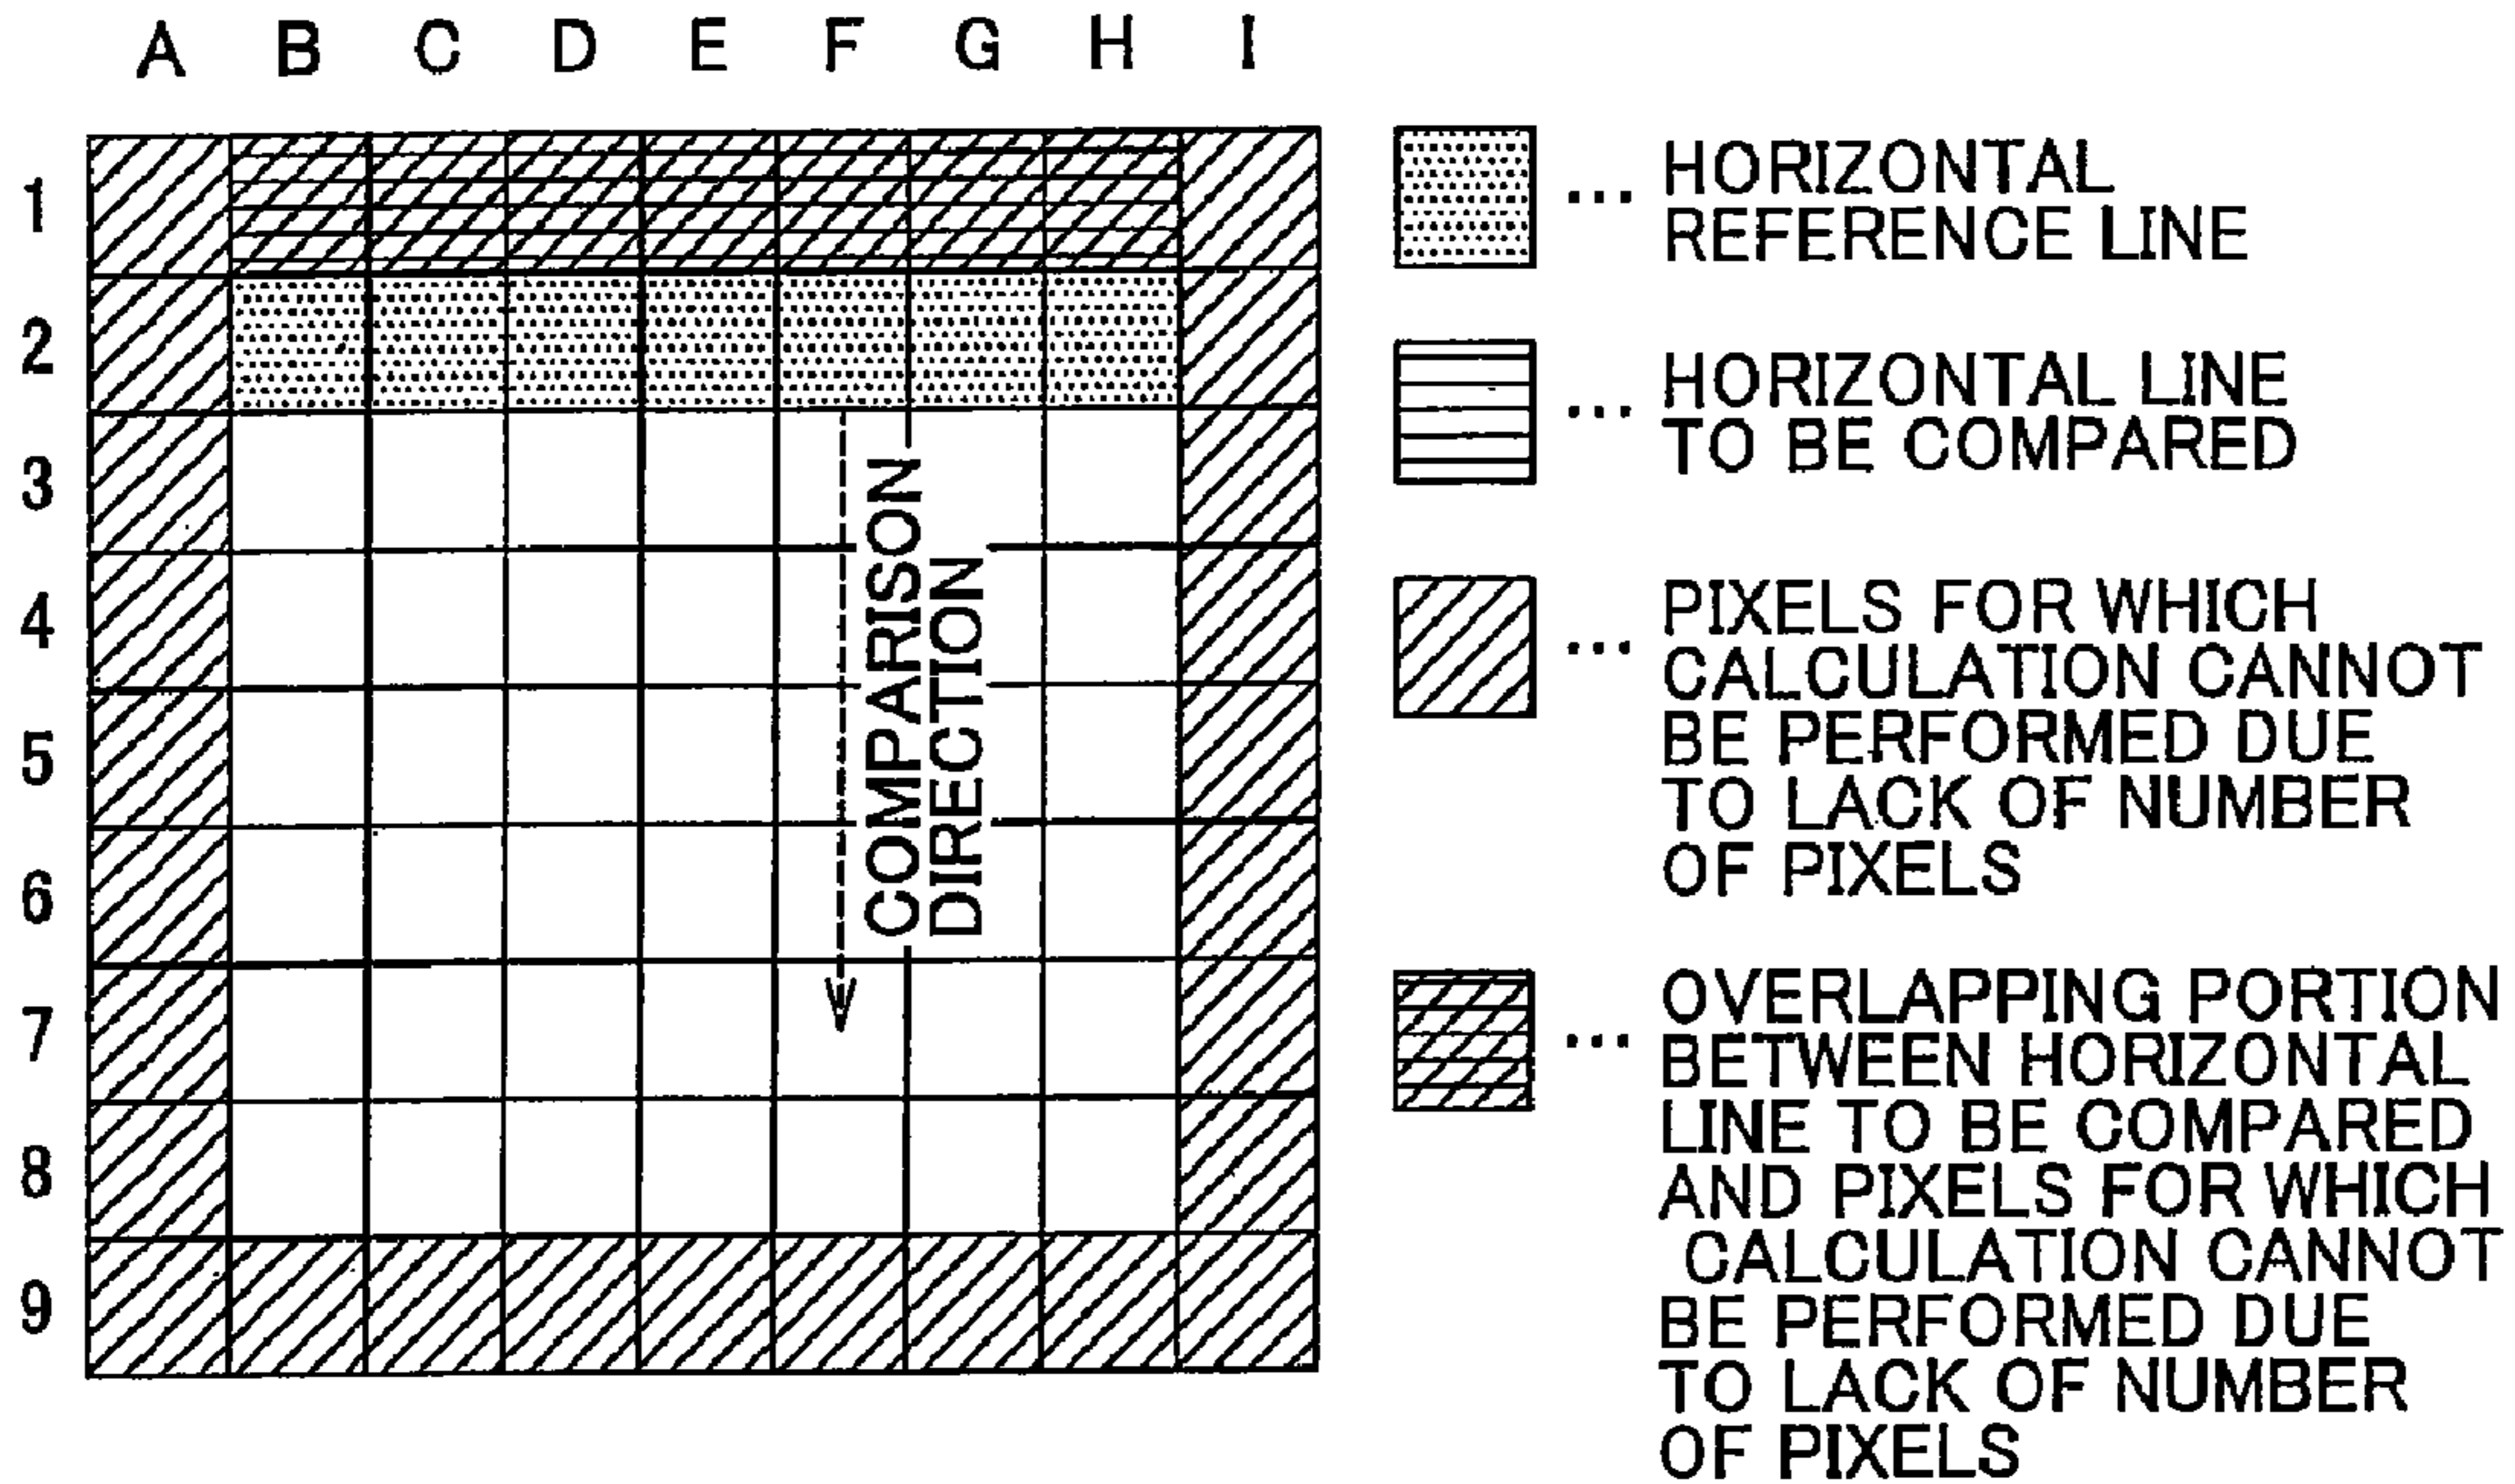 A B C D E F G H I
1
2
3
4
5
6
7
8
9
COMPARISON
DIRECTION
... HORIZONTAL
REFERENCE LINE
... HORIZONTAL LINE
TO BE COMPARED
... PIXELS FOR WHICH
CALCULATION CANNOT
BE PERFORMED DUE
TO LACK OF NUMBER
OF PIXELS
... OVERLAPPING PORTION
BETWEEN HORIZONTAL
LINE TO BE COMPARED
AND PIXELS FOR WHICH
CALCULATION CANNOT
BE PERFORMED DUE
TO LACK OF NUMBER
OF PIXELS